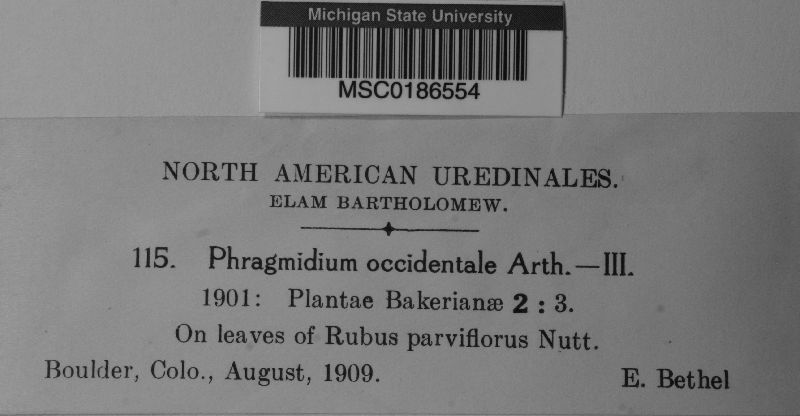 Michigan State University
MSC0186554
NORTH AMERICAN UREDINALES.
ELAM BARTHOLOMEW.
115. Phragmidium occidentale Arth.—III.
1901: Plantae Bakerianæ 2 : 3.
On leaves of Rubus parviflorus Nutt.
Boulder, Colo., August, 1909. E. Bethel